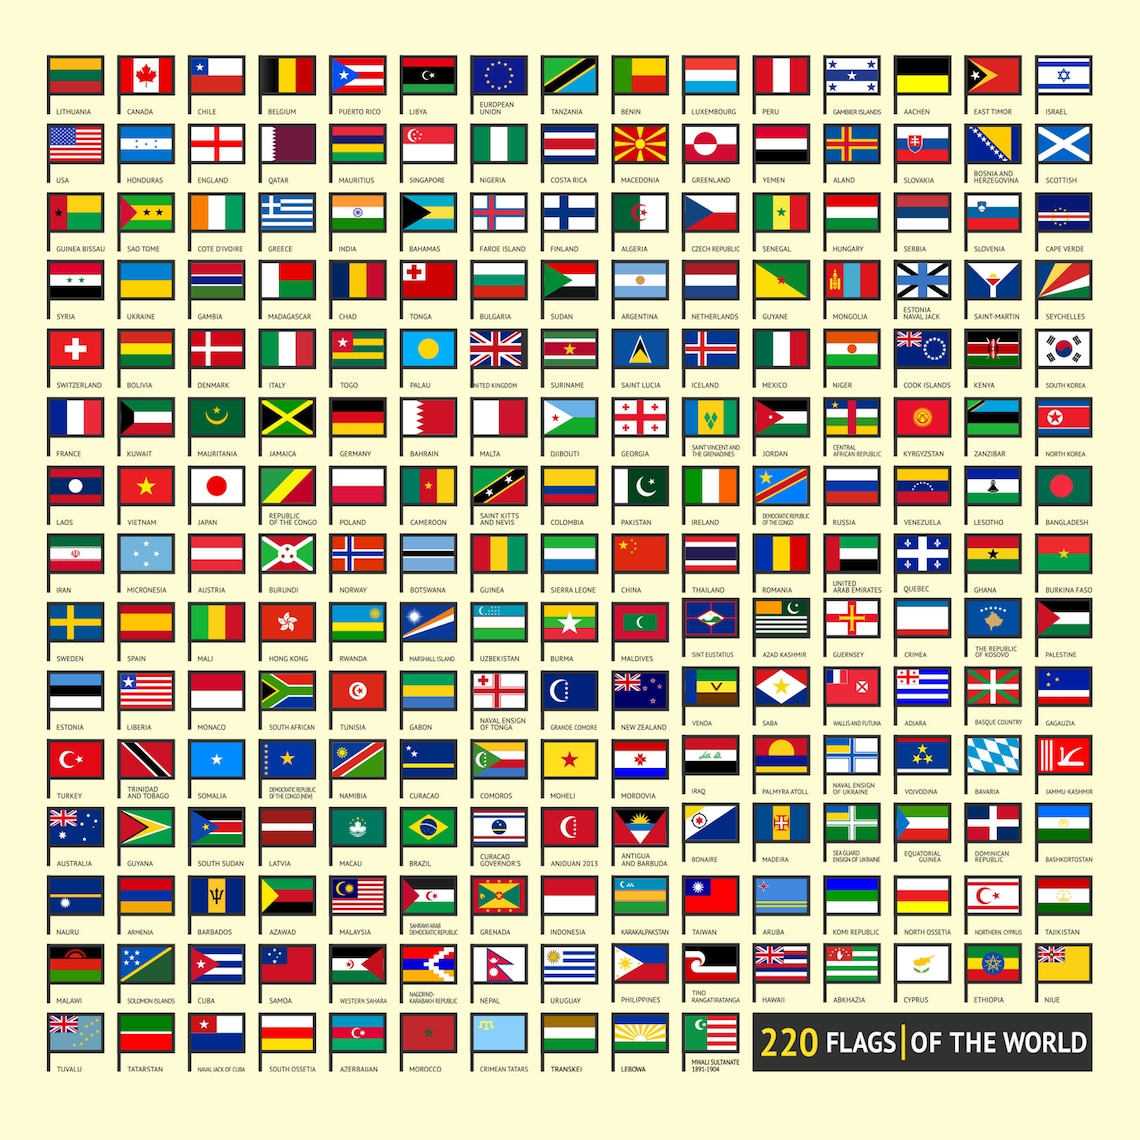 LITHUANIA CANADA CHILE BELGIUM PUERTO RICO LIBYA EUROPEAN UNION TANZANIA BENIN LUXEMBOURG PERU GAMBIER ISLANDS AACHEN EAST TIMOR ISRAEL
USA HONDURAS ENGLAND QATAR MAURITIUS SINGAPORE NIGERIA COSTA RICA MACEDONIA GREENLAND YEMEN ALAND SLOVAKIA BOSNIA AND HERZEGOVINA SCOTTISH
GUINEA BISSAU SAO TOME COTE D'IVOIRE GREECE INDIA BAHAMAS FAROE ISLAND FINLAND ALGERIA CZECH REPUBLIC SENEGAL HUNGARY SERBIA SLOVENIA CAPE VERDE
SYRIA UKRAINE GAMBIA MADAGASCAR CHAD TONGA BULGARIA SUDAN ARGENTINA NETHERLANDS GUYANE MONGOLIA ESTONIA NAVAL JACK SAINT-MARTIN SEYCHELLES
SWITZERLAND BOLIVIA DENMARK ITALY TOGO PALAU UNITED KINGDOM SURINAME SAINT LUCIA ICELAND MEXICO NIGER COOK ISLANDS KENYA SOUTH KOREA
FRANCE KUWAIT MAURITANIA JAMAICA GERMANY BAHRAIN MALTA DJIBOUTI GEORGIA SAINT VINCENT AND THE GRENADINES JORDAN CENTRAL AFRICAN REPUBLIC KYRGYZSTAN ZANZIBAR NORTH KOREA
LAOS VIETNAM JAPAN REPUBLIC OF THE CONGO POLAND CAMEROON SAINT KITTS AND NEVIS COLOMBIA PAKISTAN IRELAND DEMOCRATIC REPUBLIC OF THE CONGO RUSSIA VENEZUELA LESOTHO BANGLADESH
IRAN MICRONESIA AUSTRIA BURUNDI NORWAY BOTSWANA GUINEA SIERRA LEONE CHINA THAILAND ROMANIA UNITED ARAB EMIRATES QUEBEC GHANA BURKINA FASO
SWEDEN SPAIN MALI HONG KONG RWANDA MARSHALL ISLAND UZBEKISTAN BURMA MALDIVES SINT EUSTATIUS AZAD KASHMIR GUERNSEY CRIMEA THE REPUBLIC OF KOSOVO PALESTINE
ESTONIA LIBERIA MONACO SOUTH AFRICAN TUNISIA GABON NAVAL ENSIGN OF TONGA GRANDE COMORE NEW ZEALAND VENDA SABA WALLIS AND FUTUNA ADJARA BASQUE COUNTRY GAGAUZIA
TURKEY TRINIDAD AND TOBAGO SOMALIA DEMOCRATIC REPUBLIC OF THE CONGO (NEW) NAMIBIA CURACAO COMOROS MOHELI MORDOVIA IRAQ PALMYRA ATOLL NAVAL ENSIGN OF UKRAINE VOIVODINA BAVARIA JAMMU-KASHMIR
AUSTRALIA GUYANA SOUTH SUDAN LATVIA MACAU BRAZIL CURACAO GOVERNOR'S ANJOUAN 2013 ANTIGUA AND BARBUDA BONAIRE MADEIRA SEA GUARD ENSIGN OF UKRAINE EQUATORIAL GUINEA DOMINICAN REPUBLIC BASHKORTOSTAN
NAURU ARMENIA BARBADOS AZAWAD MALAYSIA SAHRAWI ARAB DEMOCRATIC REPUBLIC GRENADA INDONESIA KARAKALPAKSTAN TAIWAN ARUBA KOMI REPUBLIC NORTH OSSETIA NORTHERN CYPRUS TAJIKISTAN
MALAWI SOLOMON ISLANDS CUBA SAMOA WESTERN SAHARA NAGORNO-KARABAKH REPUBLIC NEPAL URUGUAY PHILIPPINES TINO RANGATIRATANGA HAWAII ABKHAZIA CYPRUS ETHIOPIA NIUE
TUVALU TATARSTAN NAVAL JACK OF CUBA SOUTH OSSETIA AZERBAIJAN MOROCCO CRIMEAN TATARS TRANSKEI LEBOWA MWALI SULTANATE 1891-1904
220 FLAGS OF THE WORLD